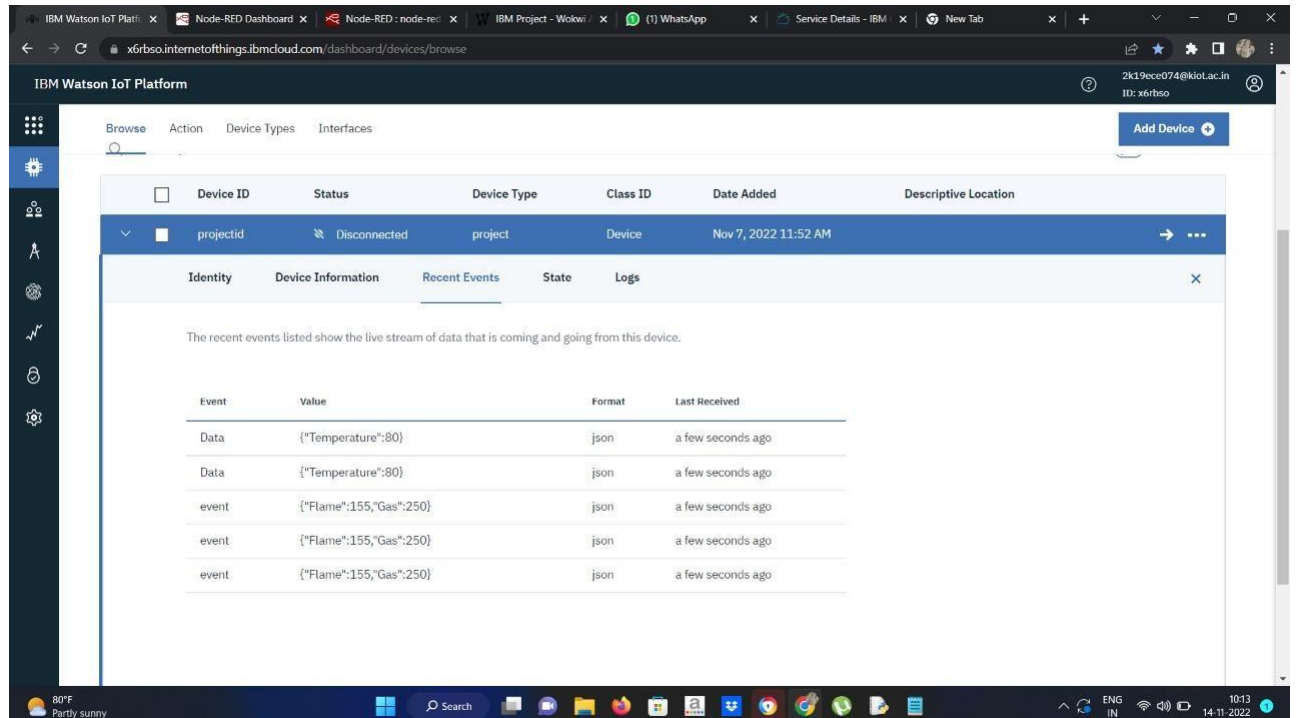 IBM Watson IoT Platf
Node-RED Dashboard
Node-RED : node-red
IBM Project - Wokwi
(1) WhatsApp
Service Details - IBM
New Tab
x6rbso.internetofthings.ibmcloud.com/dashboard/devices/browse
IBM Watson IoT Platform
2k19ece074@kiot.ac.in
ID: x6rbso
Browse Action Device Types Interfaces
Add Device
Device ID Status Device Type Class ID Date Added Descriptive Location
projectid Disconnected project Device Nov 7, 2022 11:52 AM
Identity Device Information Recent Events State Logs
The recent events listed show the live stream of data that is coming and going from this device.
Event Value Format Last Received
Data {"Temperature":80} json a few seconds ago
Data {"Temperature":80} json a few seconds ago
event {"Flame":155,"Gas":250} json a few seconds ago
event {"Flame":155,"Gas":250} json a few seconds ago
event {"Flame":155,"Gas":250} json a few seconds ago
80°F
Partly sunny
Search
ENG
IN
10:13
14-11-2022
1